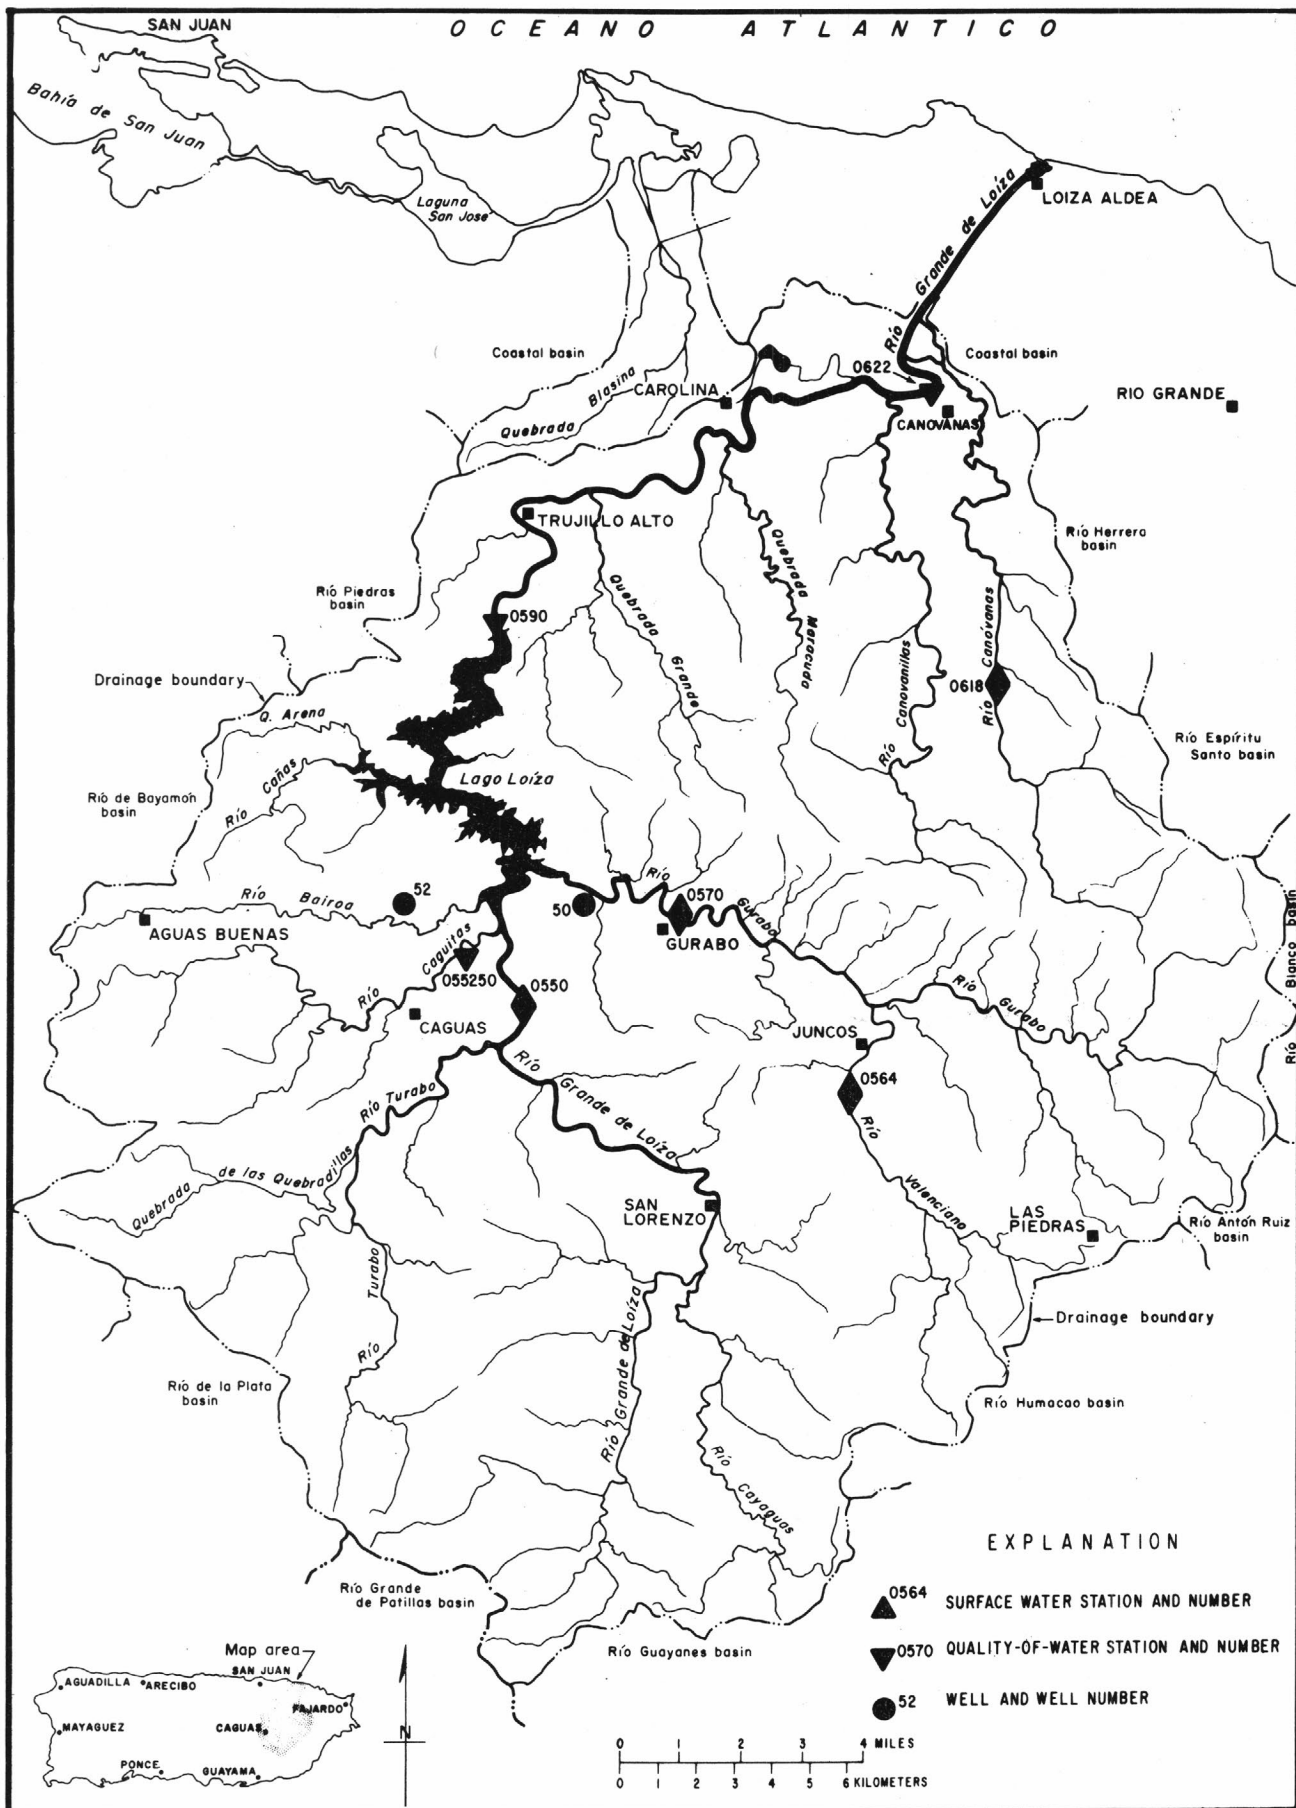 SAN JUAN
OCEANO ATLANTICO
Bahía de San Juan
Laguna
San José
LOIZA ALDEA
Río Grande de Loíza
Coastal basin
0622
Coastal basin
Quebrada Blasina
CAROLINA
RIO GRANDE
CANOVANAS
TRUJILLO ALTO
Río Herrera
basin
Quebrada Maracuda
Río Piedras
basin
Quebrada Grande
0590
Río Canovanas
Río Canovanillas
0618
Drainage boundary
Q. Arena
Río Espíritu
Santo basin
Río Cañas
Lago Loíza
Río de Bayamón
basin
Río Bairoa
52
50
Río Gurabo
0570
AGUAS BUENAS
GURABO
Río Caguitas
055250
0550
Río Gurabo
Río Blanco basin
CAGUAS
JUNCOS
Río Turabo
Río Grande de Loíza
0564
Río Valenciano
Quebrada de las Quebradillas
SAN
LORENZO
LAS
PIEDRAS
Río Antón Ruiz
basin
Río Turabo
Río Grande de Loíza
Drainage boundary
Río de la Plata
basin
Río Humacao basin
Río Cayaguas
Río Grande
de Patillas basin
Río Guayanes basin
EXPLANATION
0564 SURFACE WATER STATION AND NUMBER
0570 QUALITY-OF-WATER STATION AND NUMBER
52 WELL AND WELL NUMBER
Map area
SAN JUAN
AGUADILLA
ARECIBO
FAJARDO
MAYAGUEZ
CAGUAS
PONCE
GUAYAMA
N
0 1 2 3 4 MILES
0 1 2 3 4 5 6 KILOMETERS